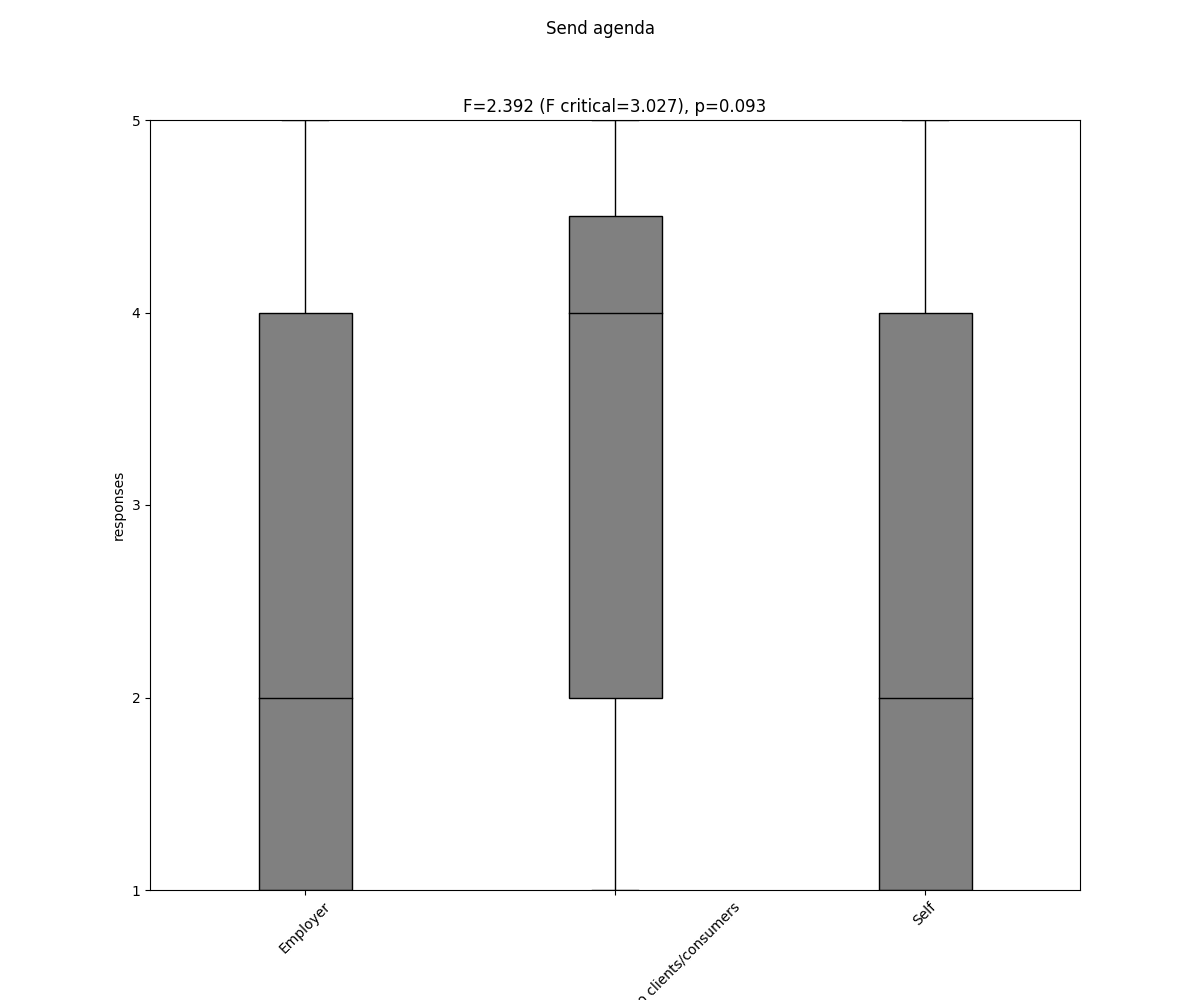 Send agenda
F=2.392 (F critical=3.027), p=0.093
5
4
3
2
1
responses
Employer
clients/consumers
Self